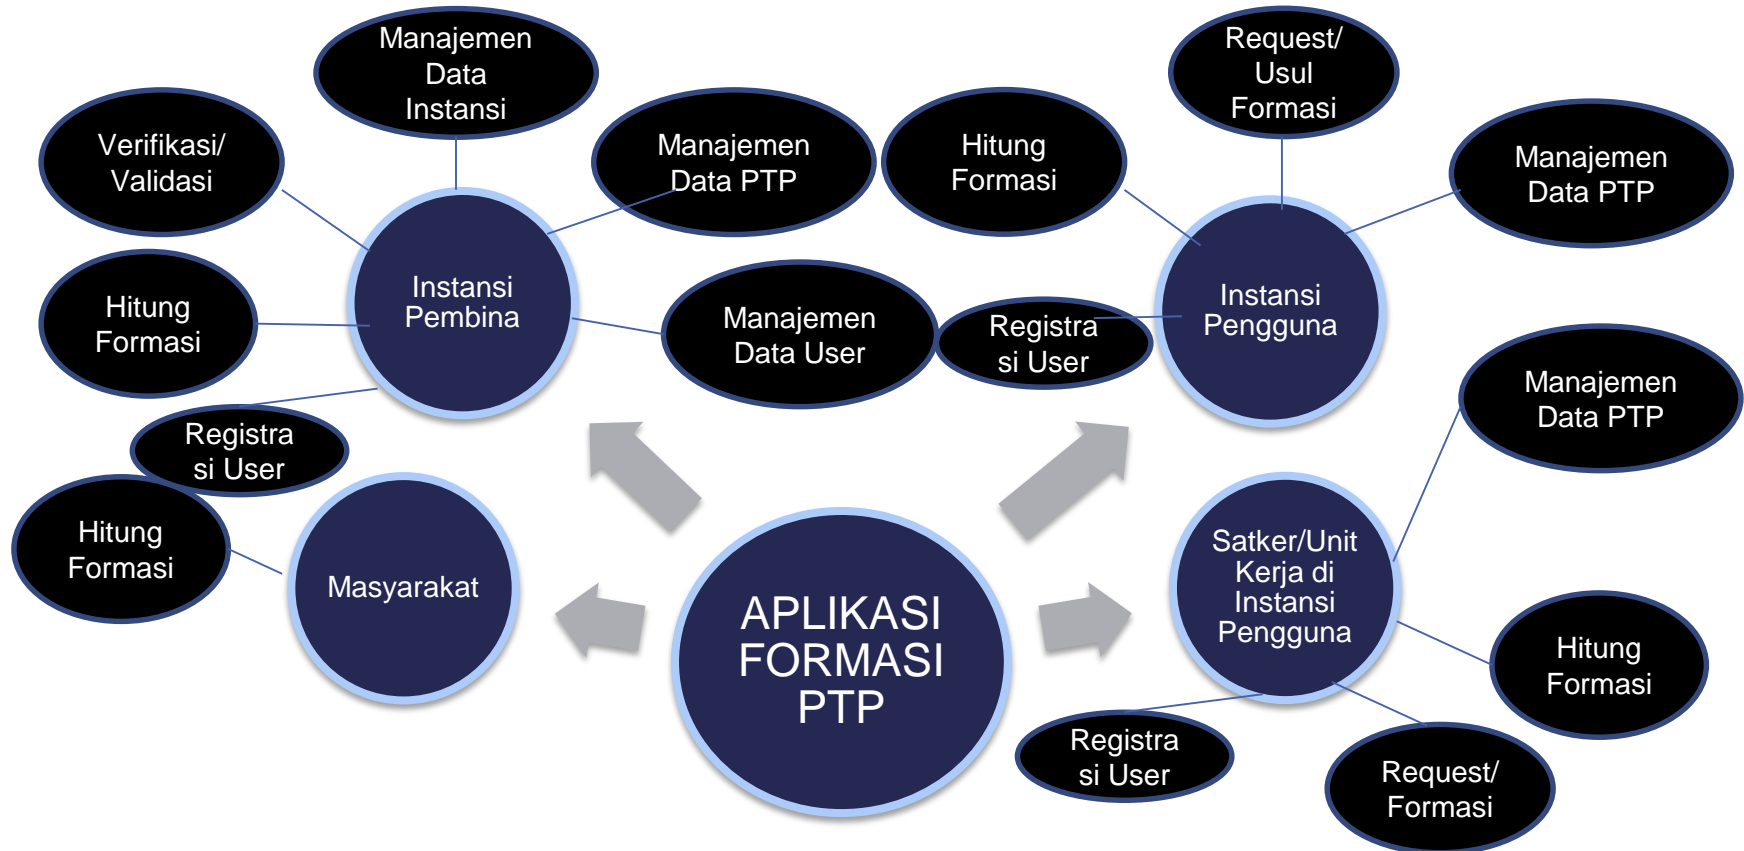 Manajemen
Data
Instansi
Verifikasi/
Validasi
Manajemen
Data PTP
Hitung
Formasi
Instansi
Pembina
Manajemen
Data User
Registra
si User
Hitung
Formasi
Masyarakat
APLIKASI
FORMASI
PTP
Request/
Usul
Formasi
Hitung
Formasi
Manajemen
Data PTP
Instansi
Pengguna
Registra
si User
Manajemen
Data PTP
Satker/Unit
Kerja di
Instansi
Pengguna
Hitung
Formasi
Registra
si User
Request/
Formasi